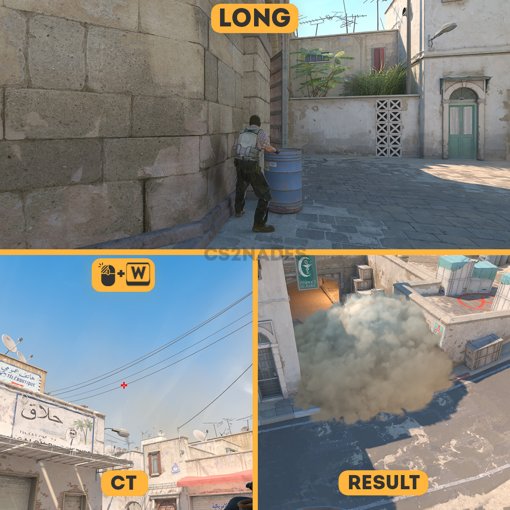 LONG
CS2NADES
+ W
حلاق
CT
RESULT